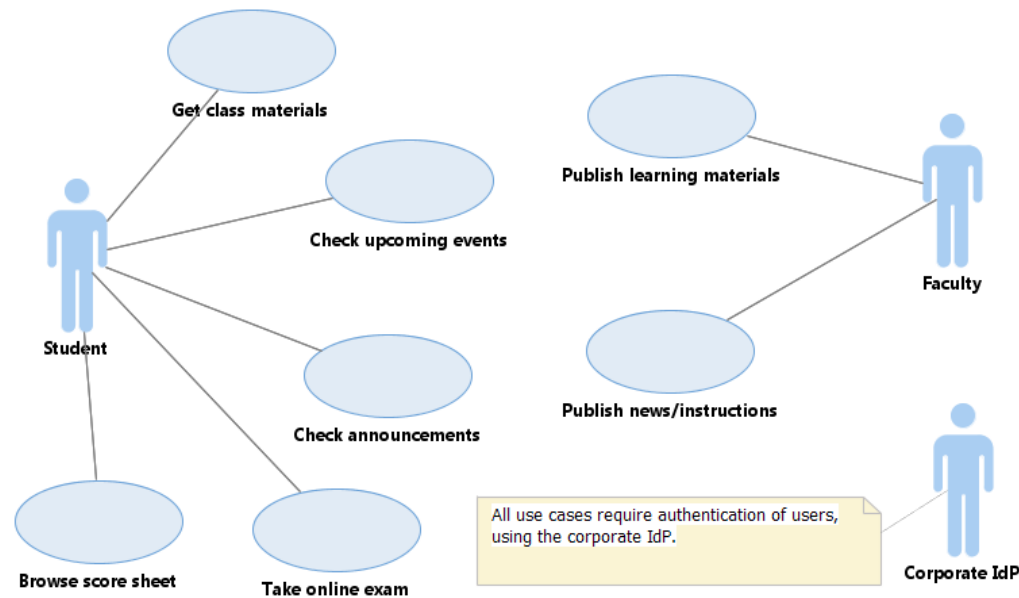 Get class materials
Publish learning materials
Check upcoming events
Faculty
Student
Publish news/instructions
Check announcements
All use cases require authentication of users,
using the corporate IdP.
Corporate IdP
Browse score sheet
Take online exam